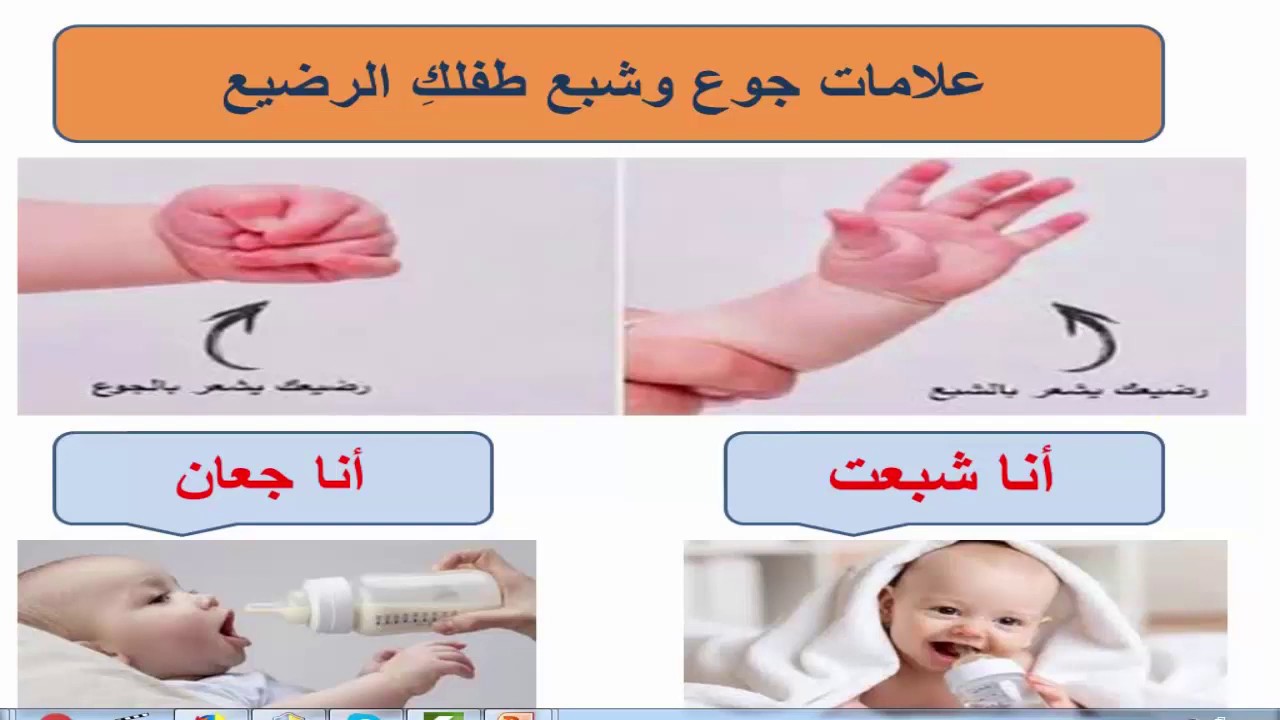 علامات جوع وشبع طفلكِ الرضيع
رضيعك يشعر بالشبع
رضيعك يشعر بالجوع
أنا شبعت
أنا جعان